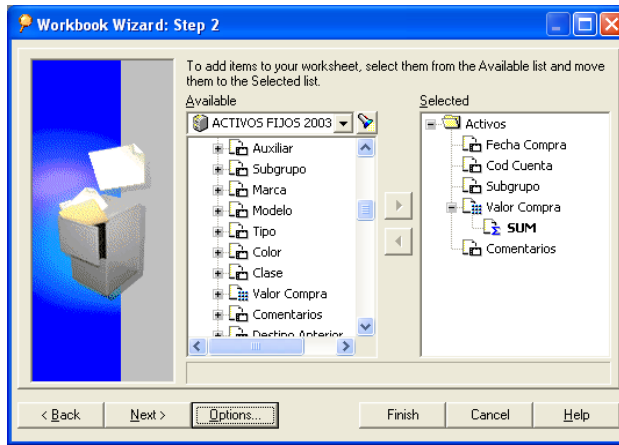 Workbook Wizard: Step 2
To add items to your worksheet, select them from the Available list and move
them to the Selected list.
Available
ACTIVOS FIJOS 2003
Auxiliar
Subgrupo
Marca
Modelo
Tipo
Color
Clase
Valor Compra
Comentarios
Destino Anterior
Selected
Activos
Fecha Compra
Cod Cuenta
Subgrupo
Valor Compra
SUM
Comentarios
< Back
Next >
Options...
Finish
Cancel
Help